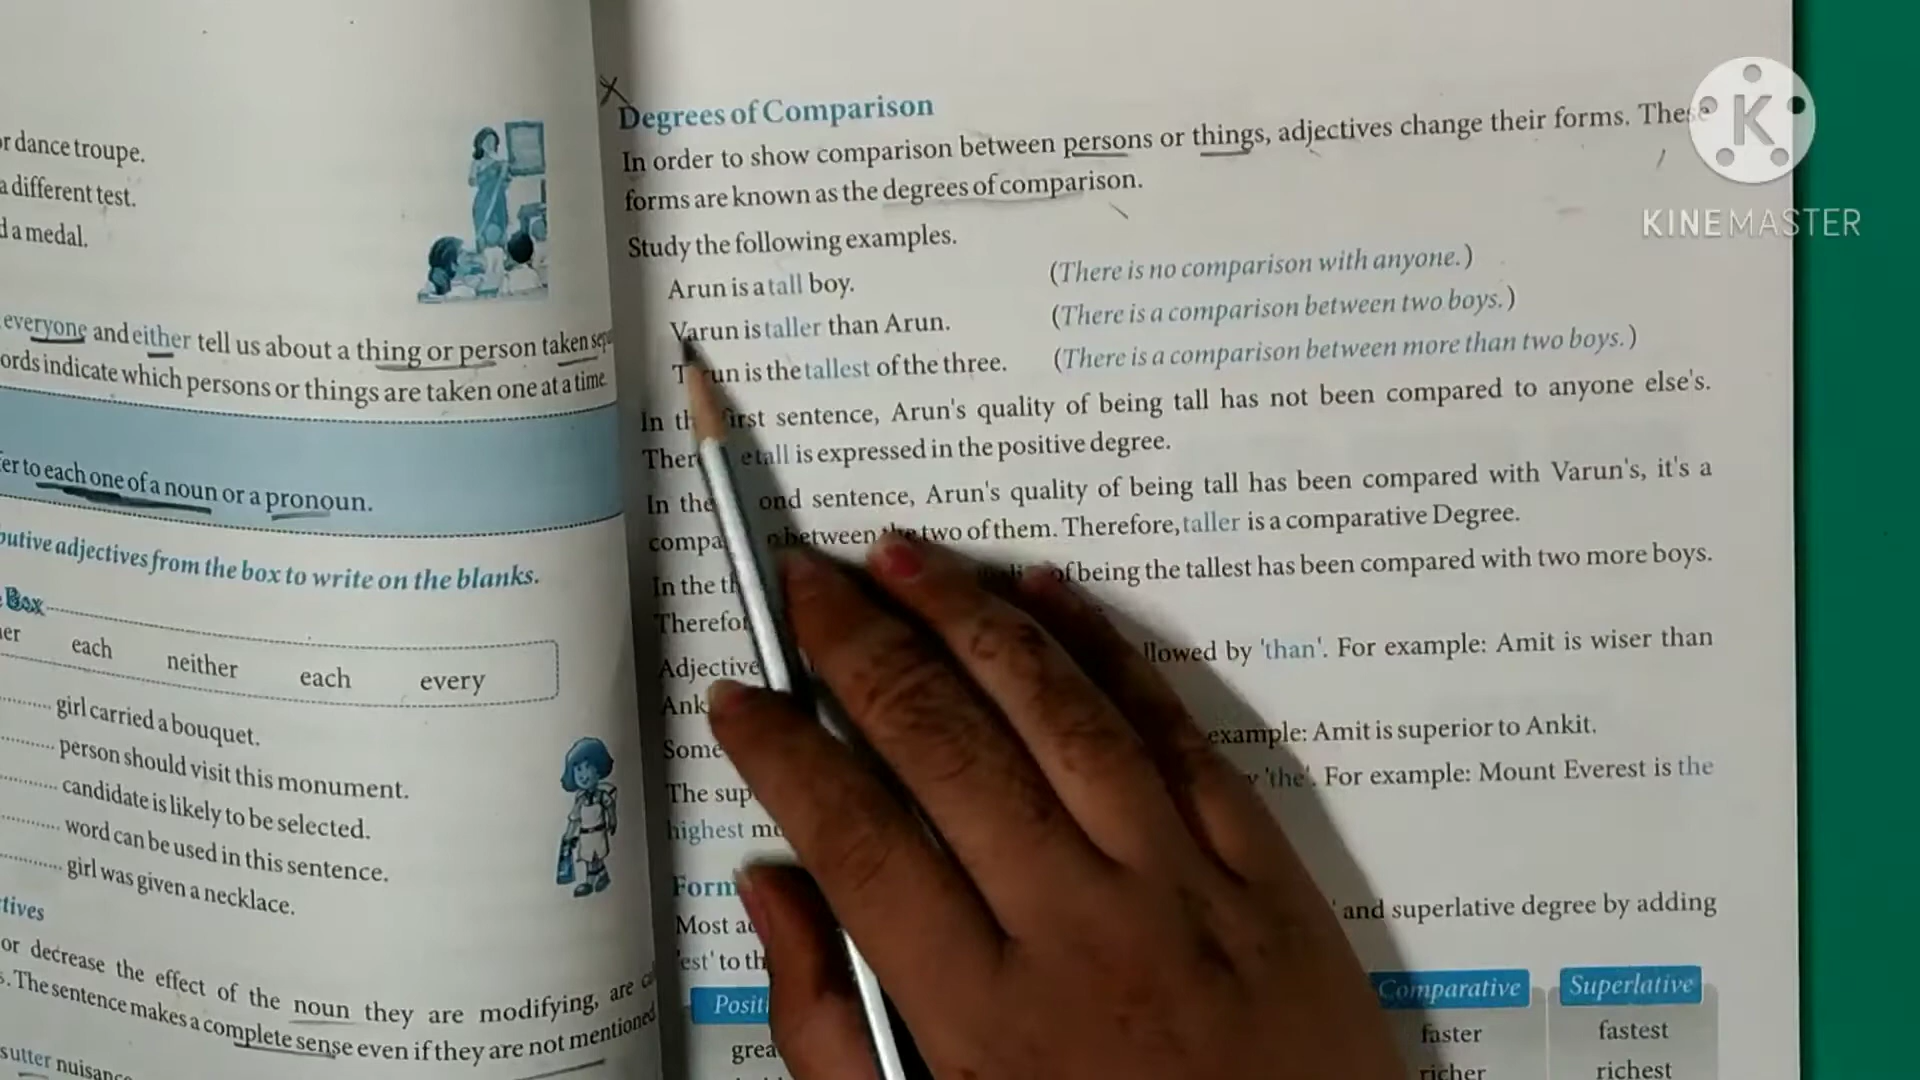 dance troupe.
a different test.
a medal.
everyone and either tell us about a thing or person taken
ords indicate which persons or things are taken one at a time.
er to each one of a noun or a pronoun.
butive adjectives from the box to write on the blanks.
Box
er each neither each every
girl carried a bouquet.
person should visit this monument.
candidate is likely to be selected.
word can be used in this sentence.
girl was given a necklace.
tives
or decrease the effect of the noun they are modifying, are
s. The sentence makes a complete sense even if they are not mentioned
utter
Degrees of Comparison
In order to show comparison between persons or things, adjectives change their forms. These
forms are known as the degrees of comparison.
Study the following examples.
Arun is a tall boy. (There is no comparison with anyone.)
Varun is taller than Arun. (There is a comparison between two boys.)
T run is the tallest of the three. (There is a comparison between more than two boys.)
In th first sentence, Arun's quality of being tall has not been compared to anyone else's.
There e tall is expressed in the positive degree.
In the ond sentence, Arun's quality of being tall has been compared with Varun's, it's a
compa n between the two of them. Therefore, taller is a comparative Degree.
In the th of being the tallest has been compared with two more boys.
Therefo
Adjective llowed by 'than'. For example: Amit is wiser than
Ank
Some example: Amit is superior to Ankit.
The sup 'the'. For example: Mount Everest is the
highest mo
Form
Most ad and superlative degree by adding
'est' to th
Positi Comparative Superlative
grea faster fastest
richer richest
K
KINEMASTER